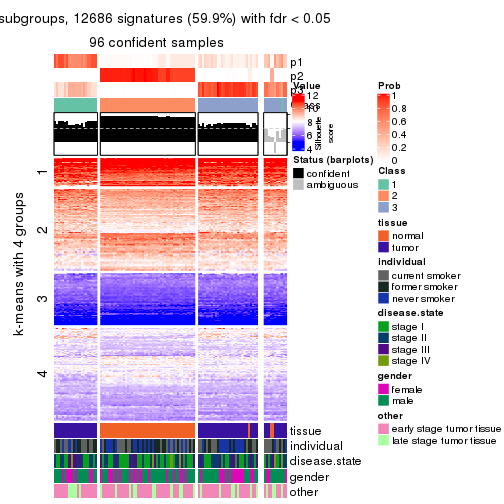 subgroups, 12686 signatures (59.9%) with fdr < 0.05
96 confident samples
p1
p2
p3
Class
Silhouette
score
1
2
3
4
k-means with 4 groups
tissue
individual
disease.state
gender
other
Value
12
10
8
6
4
Status (barplots)
confident
ambiguous
Prob
1
0.8
0.6
0.4
0.2
0
Class
1
2
3
tissue
normal
tumor
individual
current smoker
former smoker
never smoker
disease.state
stage I
stage II
stage III
stage IV
gender
female
male
other
early stage tumor tissue
late stage tumor tissue